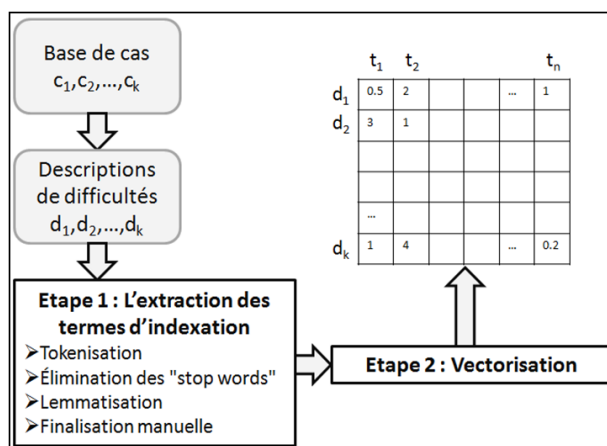 Base de cas
c1,c2,...,ck
Descriptions
de difficultés
d1,d2,...,dk
Etape 1 : L'extraction des
termes d'indexation
➢Tokenisation
➢Élimination des "stop words"
➢Lemmatisation
➢Finalisation manuelle
Etape 2 : Vectorisation
t1 t2 tn
d1 0.5 2 ... 1
d2 3 1
...
dk 1 4 ... 0.2